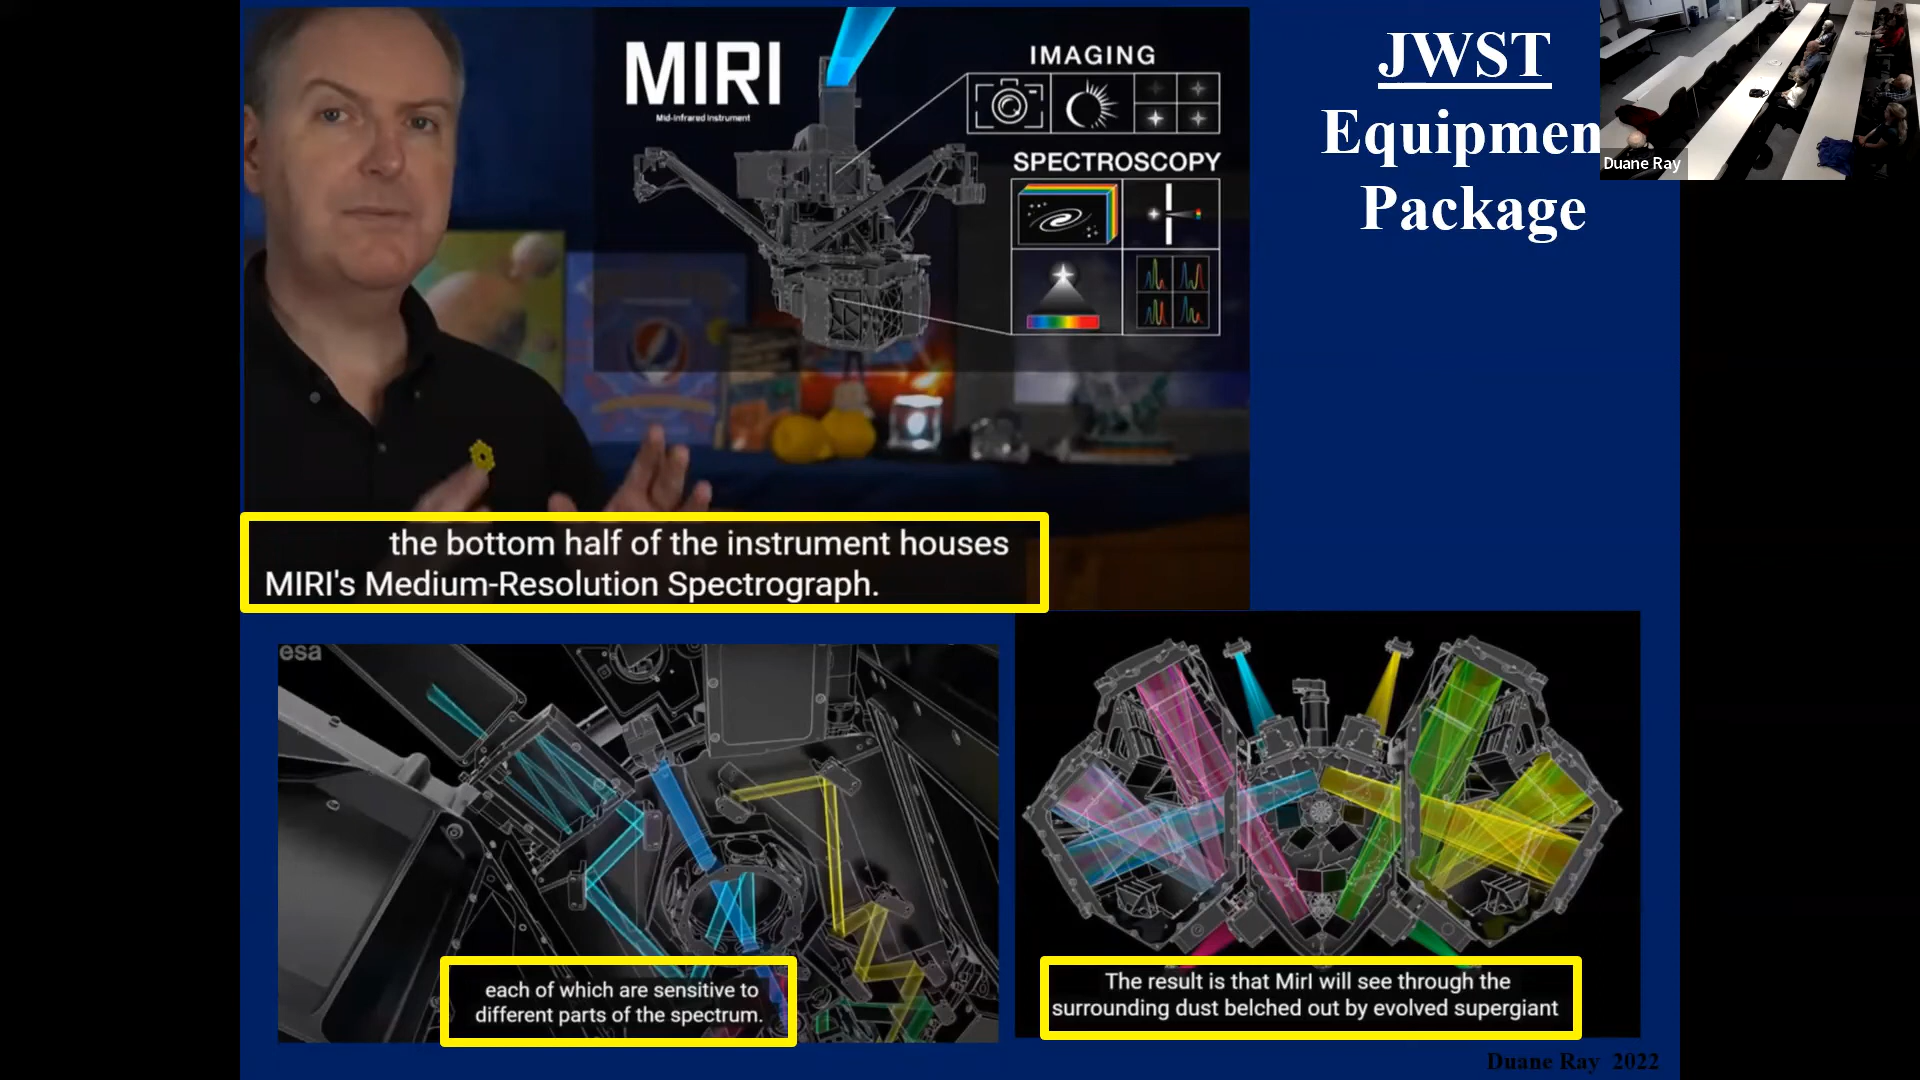 MIRI
Mid-Infrared Instrument
IMAGING
SPECTROSCOPY
JWST
Equipmen
Package
Duane Ray
the bottom half of the instrument houses
MIRI's Medium-Resolution Spectrograph.
esa
each of which are sensitive to
different parts of the spectrum.
The result is that MirI will see through the
surrounding dust belched out by evolved supergiant
Duane Ray 2022